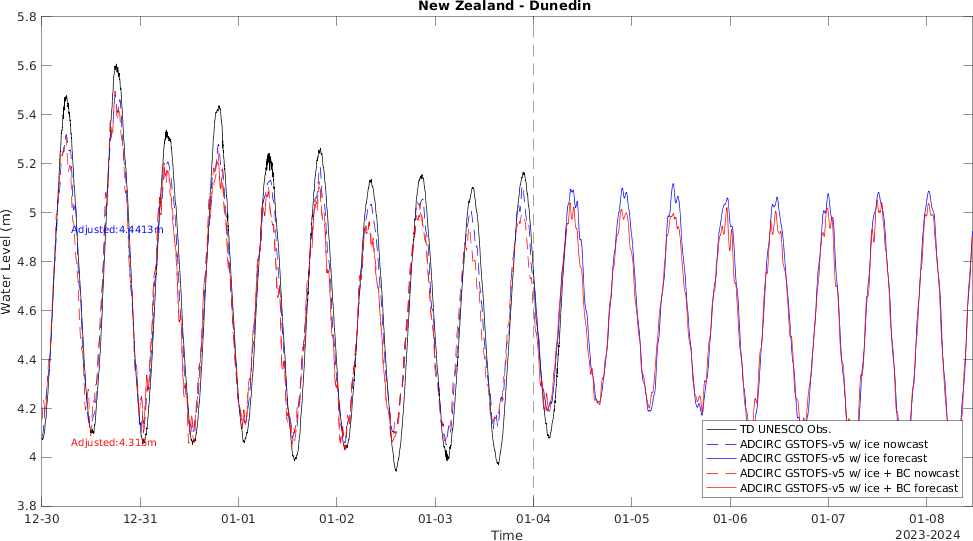 New Zealand - Dunedin
5.8
5.6
5.4
5.2
5
4.8
4.6
4.4
4.2
4
3.8
Water Level (m)
Adjusted:4.4413m
Adjusted:4.315m
TD UNESCO Obs.
ADCIRC GSTOFS-v5 w/ ice nowcast
ADCIRC GSTOFS-v5 w/ ice forecast
ADCIRC GSTOFS-v5 w/ ice + BC nowcast
ADCIRC GSTOFS-v5 w/ ice + BC forecast
12-30 12-31 01-01 01-02 01-03 01-04 01-05 01-06 01-07 01-08
Time
2023-2024